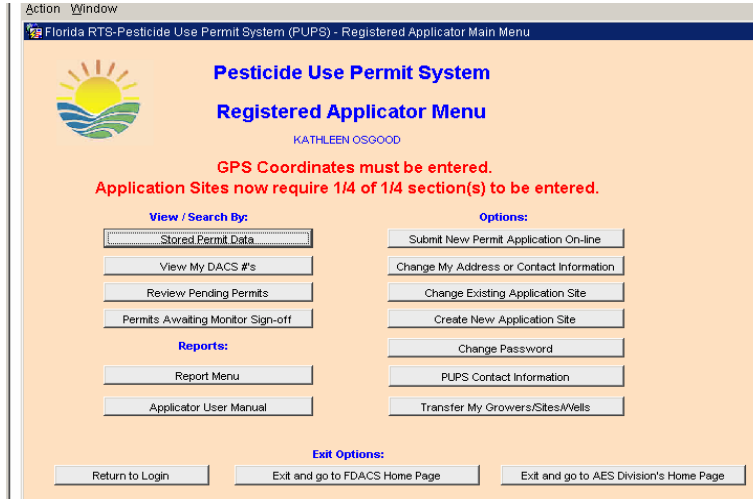 Action Window
Florida RTS-Pesticide Use Permit System (PUPS) - Registered Applicator Main Menu
Pesticide Use Permit System
Registered Applicator Menu
KATHLEEN OSGOOD
GPS Coordinates must be entered.
Application Sites now require 1/4 of 1/4 section(s) to be entered.
View / Search By:
Stored Permit Data
View My DACS #'s
Review Pending Permits
Permits Awaiting Monitor Sign-off
Reports:
Report Menu
Applicator User Manual
Options:
Submit New Permit Application On-line
Change My Address or Contact Information
Change Existing Application Site
Create New Application Site
Change Password
PUPS Contact Information
Transfer My Growers/Sites/Wells
Exit Options:
Return to Login
Exit and go to FDACS Home Page
Exit and go to AES Division's Home Page